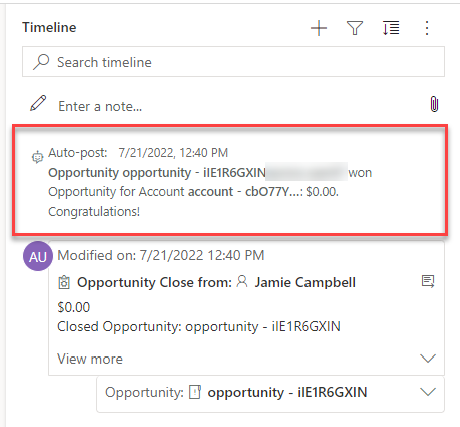 Timeline
Search timeline
Enter a note...
Auto-post: 7/21/2022, 12:40 PM
Opportunity opportunity - iIE1R6GXIN won
Opportunity for Account account - cbO77Y...: $0.00.
Congratulations!
AU Modified on: 7/21/2022 12:40 PM
Opportunity Close from: Jamie Campbell
$0.00
Closed Opportunity: opportunity - iIE1R6GXIN
View more
Opportunity: opportunity - iIE1R6GXIN